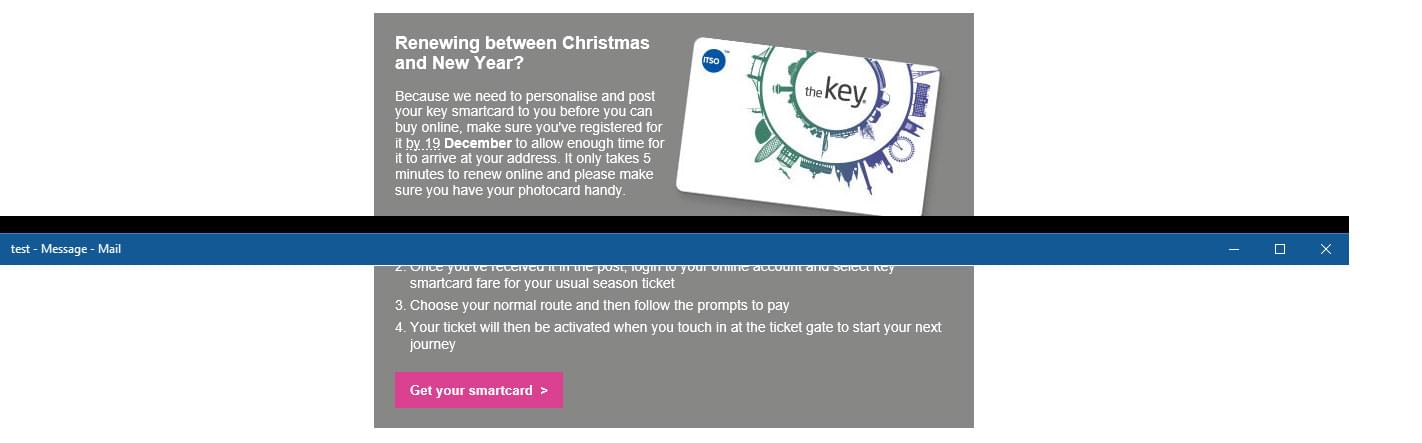 Renewing between Christmas
and New Year?
Because we need to personalise and post
your key smartcard to you before you can
buy online, make sure you've registered for
it by 19 December to allow enough time for
it to arrive at your address. It only takes 5
minutes to renew online and please make
sure you have your photocard handy.
ITSO
the key
test - Message - Mail
2. Once you've received it in the post, login to your online account and select key
smartcard fare for your usual season ticket
3. Choose your normal route and then follow the prompts to pay
4. Your ticket will then be activated when you touch in at the ticket gate to start your next
journey
Get your smartcard >